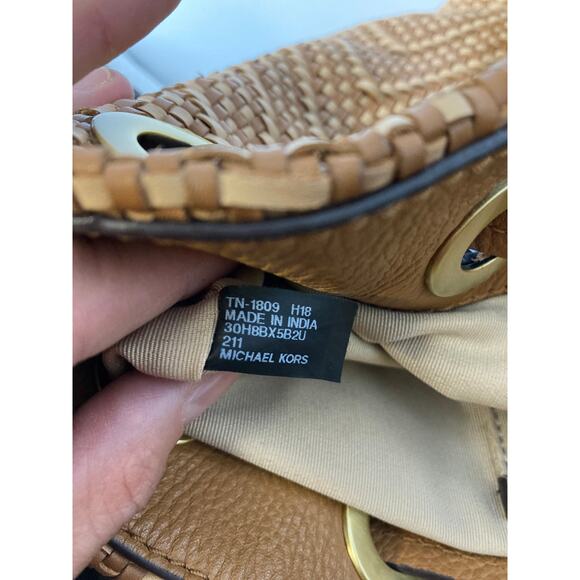 TN-1809 H18
MADE IN INDIA
30H8BX5B2U
211
MICHAEL KORS